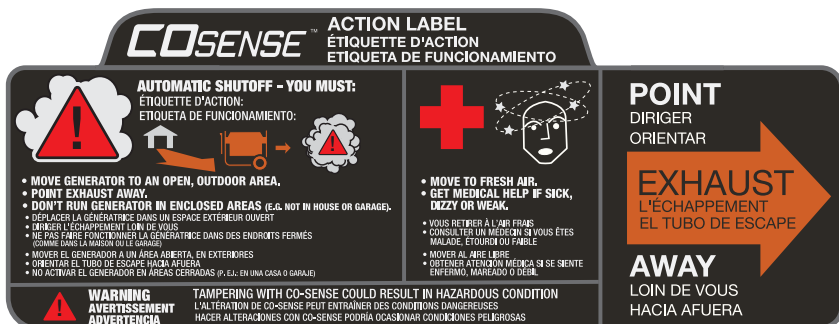 COSENSE™
ACTION LABEL
ÉTIQUETTE D'ACTION
ETIQUETA DE FUNCIONAMIENTO
AUTOMATIC SHUTOFF - YOU MUST:
ÉTIQUETTE D'ACTION:
ETIQUETA DE FUNCIONAMIENTO:
• MOVE GENERATOR TO AN OPEN, OUTDOOR AREA.
• POINT EXHAUST AWAY.
• DON'T RUN GENERATOR IN ENCLOSED AREAS (E.G. NOT IN HOUSE OR GARAGE).
• DÉPLACER LA GÉNÉRATRICE DANS UN ESPACE EXTÉRIEUR OUVERT
• DIRIGER L'ÉCHAPPEMENT LOIN DE VOUS
• NE PAS FAIRE FONCTIONNER LA GÉNÉRATRICE DANS DES ENDROITS FERMÉS
(COMME DANS LA MAISON OU LE GARAGE)
• MOVER EL GENERADOR A UN ÁREA ABIERTA, EN EXTERIORES
• ORIENTAR EL TUBO DE ESCAPE HACIA AFUERA
• NO ACTIVAR EL GENERADOR EN ÁREAS CERRADAS (P. EJ.: EN UNA CASA O GARAJE)
• MOVE TO FRESH AIR.
• GET MEDICAL HELP IF SICK,
DIZZY OR WEAK.
• VOUS RETIRER À L'AIR FRAIS
• CONSULTER UN MÉDECIN SI VOUS ÊTES
MALADE, ÉTOURDI OU FAIBLE
• MOVER AL AIRE LIBRE
• OBTENER ATENCIÓN MÉDICA SI SE SIENTE
ENFERMO, MAREADO O DÉBIL
POINT
DIRIGER
ORIENTAR
EXHAUST
L'ÉCHAPPEMENT
EL TUBO DE ESCAPE
AWAY
LOIN DE VOUS
HACIA AFUERA
WARNING
AVERTISSEMENT
ADVERTENCIA
TAMPERING WITH CO-SENSE COULD RESULT IN HAZARDOUS CONDITION
L'ALTÉRATION DE CO-SENSE PEUT ENTRAÎNER DES CONDITIONS DANGEREUSES
HACER ALTERACIONES CON CO-SENSE PODRÍA OCASIONAR CONDICIONES PELIGROSAS